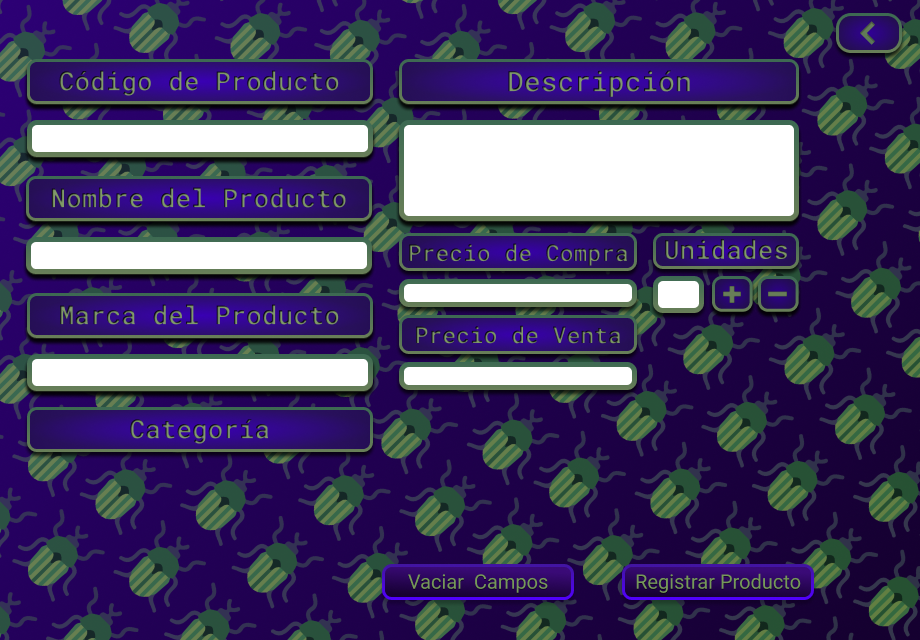 Código de Producto
Nombre del Producto
Marca del Producto
Categoría
Descripción
Precio de Compra
Unidades
+ −
Precio de Venta
Vaciar Campos
Registrar Producto